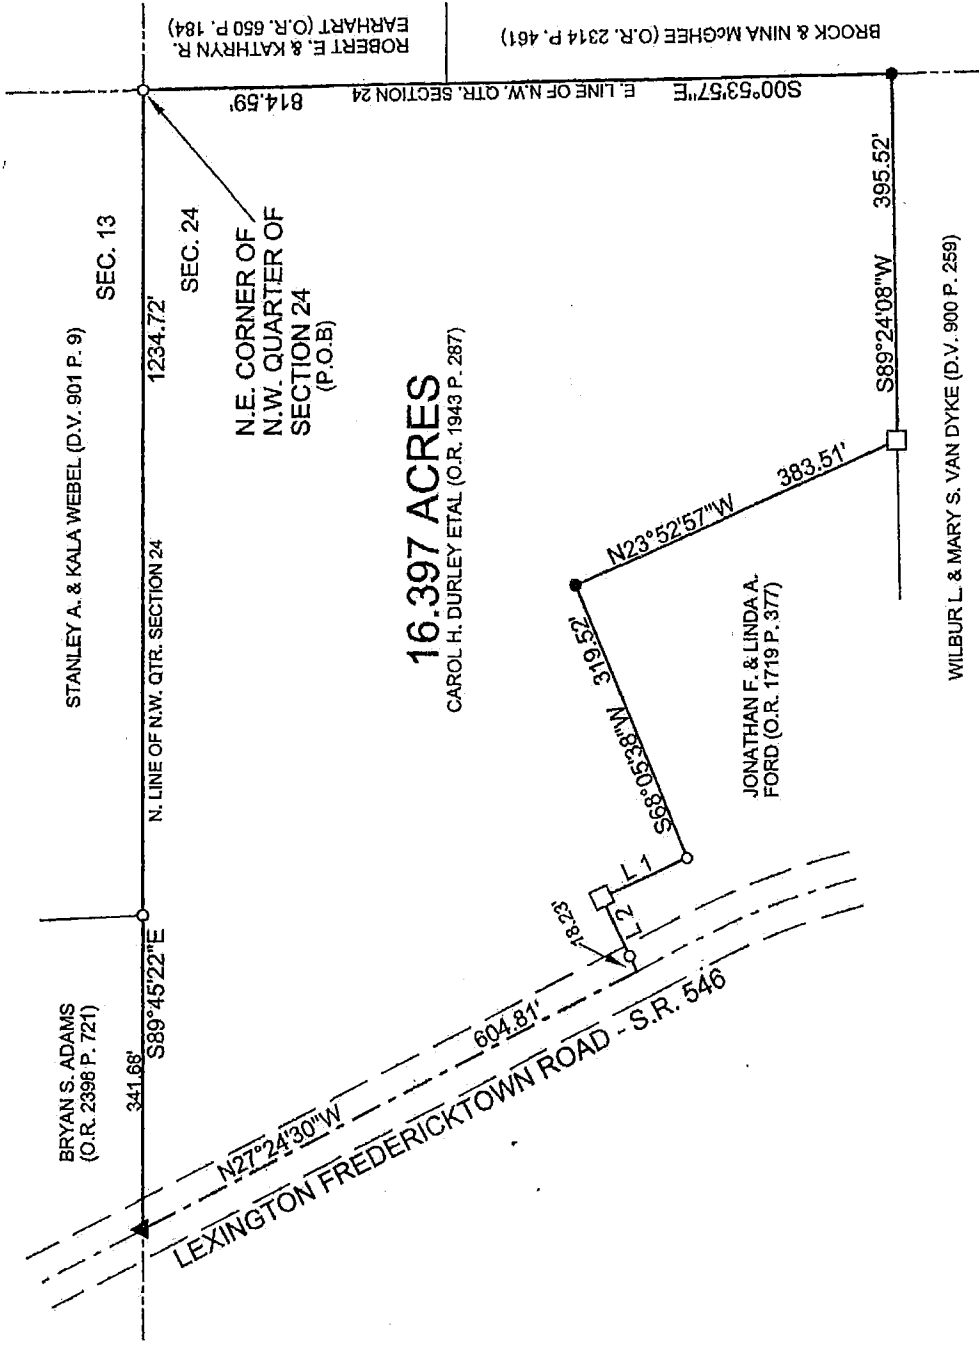 BRYAN S. ADAMS
(O.R. 2398 P. 721)
STANLEY A. & KALA WEBEL (D.V. 901 P. 9)
SEC. 13
341.66'
S89°45'22"E
N. LINE OF N.W. QTR. SECTION 24
1234.72'
SEC. 24
N.E. CORNER OF
N.W. QUARTER OF
SECTION 24
(P.O.B)
ROBERT E. & KATHRYN R.
EARHART (O.R. 650 P. 184)
BROCK & NINA McGHEE (O.R. 2314 P. 461)
814.59'
E. LINE OF N.W. QTR. SECTION 24
S00°53'57"E
16.397 ACRES
CAROL H. DURLEY ETAL (O.R. 1943 P. 287)
N27°24'30"W
604.81'
LEXINGTON FREDERICKTOWN ROAD - S.R. 546
18.23'
L 2
L 1
S68°05'38"W
319.52'
N23°52'57"W
383.51'
S89°24'08"W
395.52'
JONATHAN F. & LINDA A.
FORD (O.R. 1719 P. 377)
WILBUR L. & MARY S. VAN DYKE (D.V. 900 P. 259)